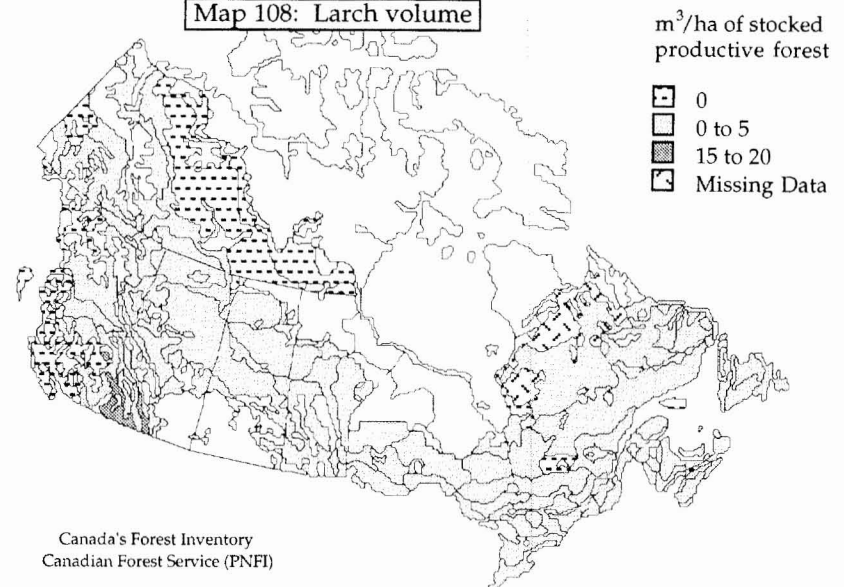 Map 108: Larch volume
m³/ha of stocked
productive forest
0
0 to 5
15 to 20
Missing Data
Canada's Forest Inventory
Canadian Forest Service (PNFI)